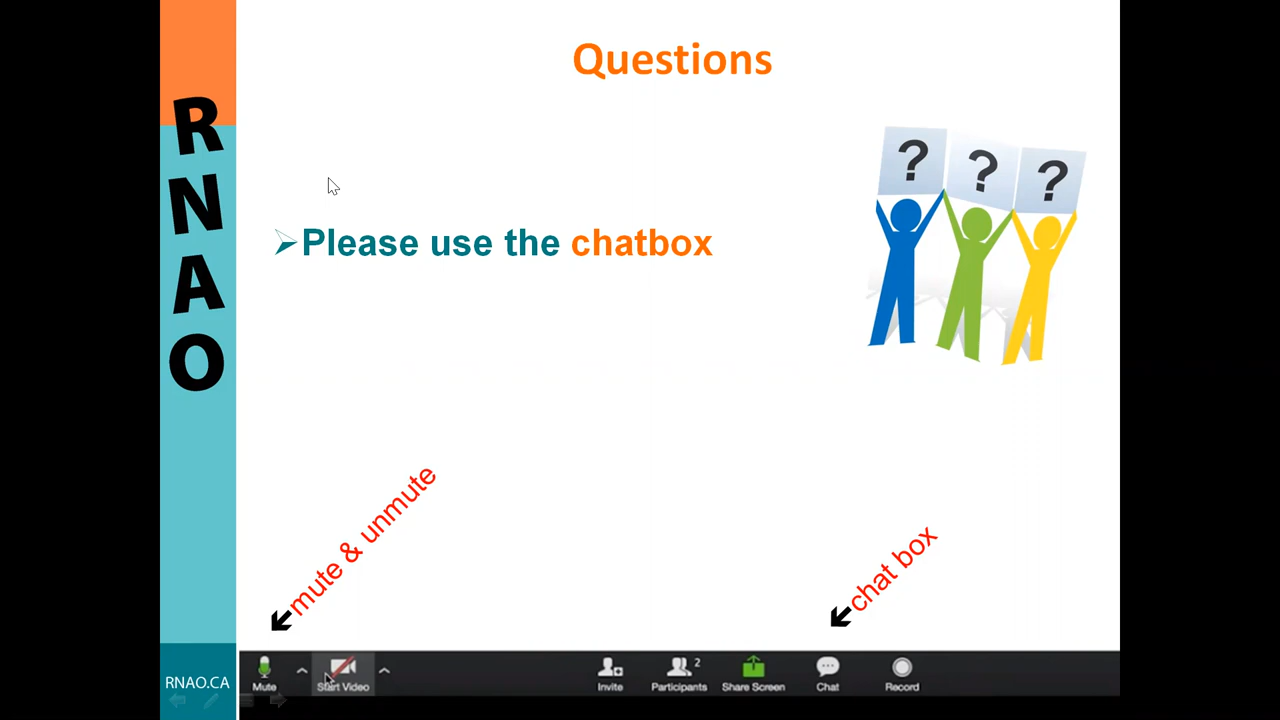 Questions
R
N
A
O
? ? ?
➢Please use the chatbox
mute & unmute
chat box
RNAO.CA
Mute
Start Video
Invite
2
Participants
Share Screen
Chat
Record